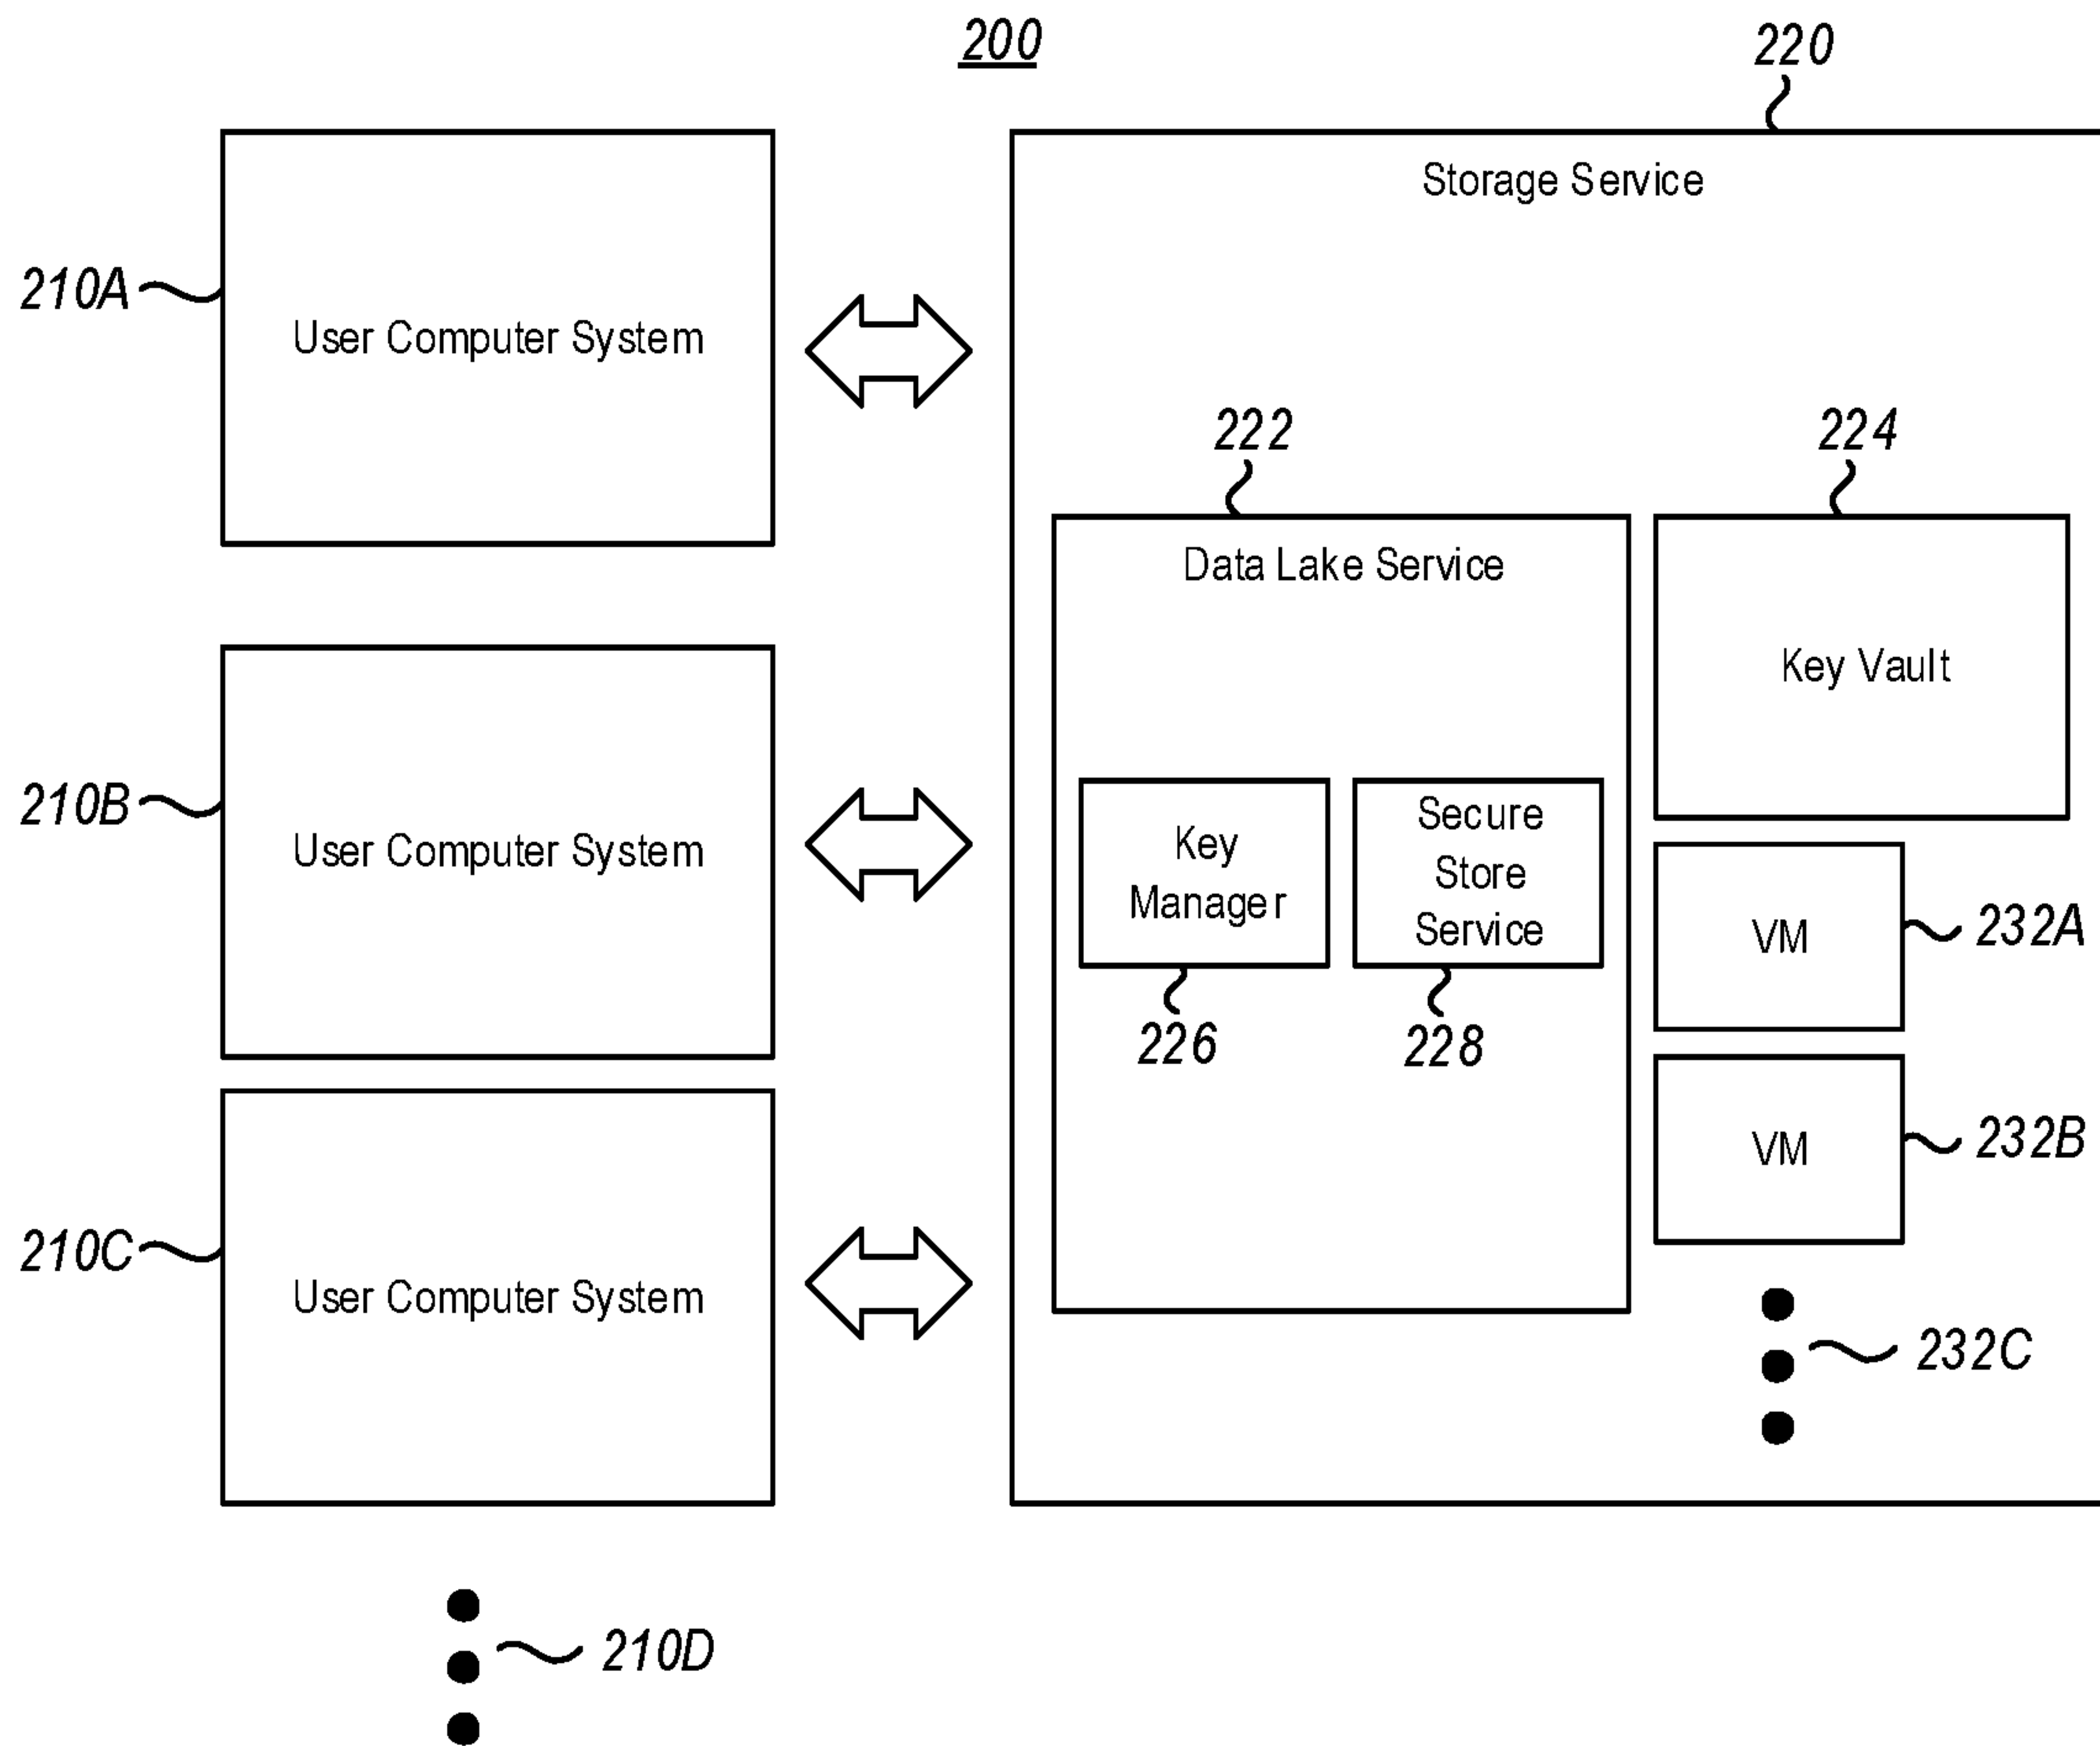 200
220
Storage Service
210A
User Computer System
222
224
Data Lake Service
Key Vault
210B
User Computer System
Key
Manager
Secure
Store
Service
232A
VM
226
228
232B
VM
210C
User Computer System
232C
210D